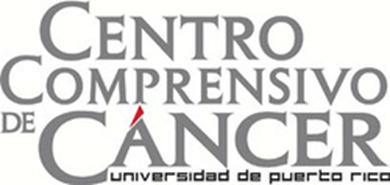 CENTRO
COMPRENSIVO
DE CÁNCER
universidad de puerto rico